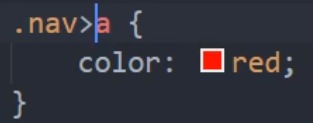 .nav>a {
    color: red;
}